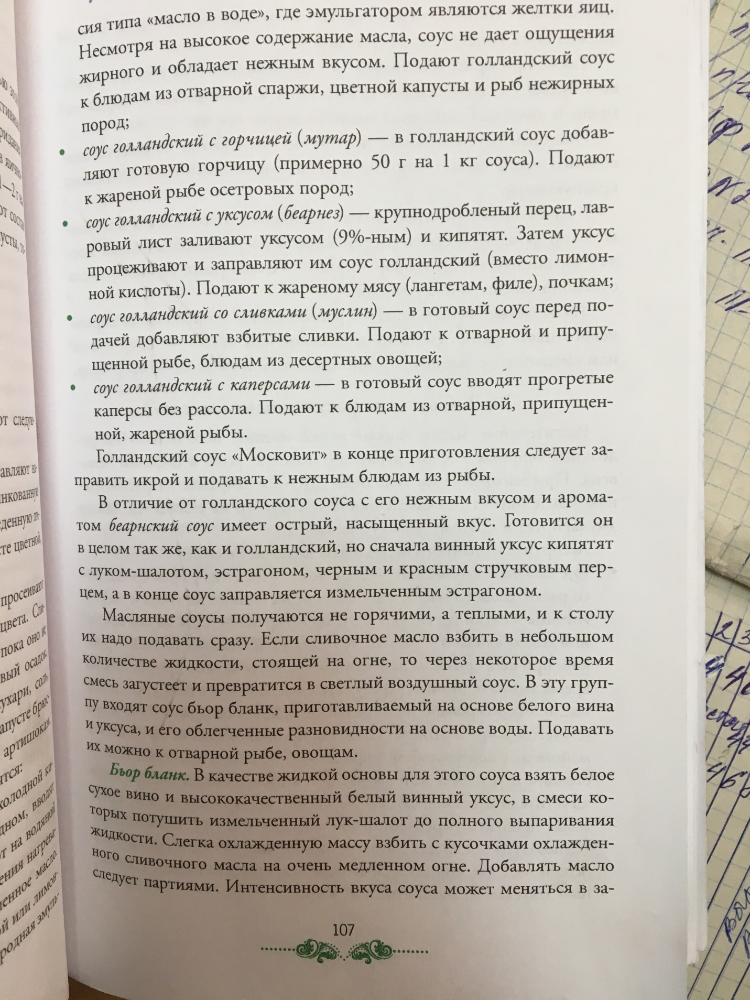 сия типа «масло в воде», где эмульгатором являются желтки яиц.
Несмотря на высокое содержание масла, соус не дает ощущения
жирного и обладает нежным вкусом. Подают голландский соус
к блюдам из отварной спаржи, цветной капусты и рыб нежирных
пород;
• соус голландский с горчицей (мутар) — в голландский соус добав-
ляют готовую горчицу (примерно 50 г на 1 кг соуса). Подают
к жареной рыбе осетровых пород;
• соус голландский с уксусом (беарнез) — крупнодробленый перец, лав-
ровый лист заливают уксусом (9%-ным) и кипятят. Затем уксус
процеживают и заправляют им соус голландский (вместо лимон-
ной кислоты). Подают к жареному мясу (лангетам, филе), почкам;
• соус голландский со сливками (муслин) — в готовый соус перед по-
дачей добавляют взбитые сливки. Подают к отварной и припу-
щенной рыбе, блюдам из десертных овощей;
• соус голландский с каперсами — в готовый соус вводят прогретые
каперсы без рассола. Подают к блюдам из отварной, припущен-
ной, жареной рыбы.
Голландский соус «Московит» в конце приготовления следует за-
править икрой и подавать к нежным блюдам из рыбы.
В отличие от голландского соуса с его нежным вкусом и арома-
том беарнский соус имеет острый, насыщенный вкус. Готовится он
в целом так же, как и голландский, но сначала винный уксус кипятят
с луком-шалотом, эстрагоном, черным и красным стручковым пер-
цем, а в конце соус заправляется измельченным эстрагоном.
Масляные соусы получаются не горячими, а теплыми, и к столу
их надо подавать сразу. Если сливочное масло взбить в небольшом
количестве жидкости, стоящей на огне, то через некоторое время
смесь загустеет и превратится в светлый воздушный соус. В эту груп-
пу входят соус бьор бланк, приготавливаемый на основе белого вина
и уксуса, и его облегченные разновидности на основе воды. Подавать
их можно к отварной рыбе, овощам.
Бьор бланк. В качестве жидкой основы для этого соуса взять белое
сухое вино и высококачественный белый винный уксус, в смеси ко-
торых потушить измельченный лук-шалот до полного выпаривания
жидкости. Слегка охлажденную массу взбить с кусочками охлажден-
ного сливочного масла на очень медленном огне. Добавлять масло
следует партиями. Интенсивность вкуса соуса может меняться в за-
107